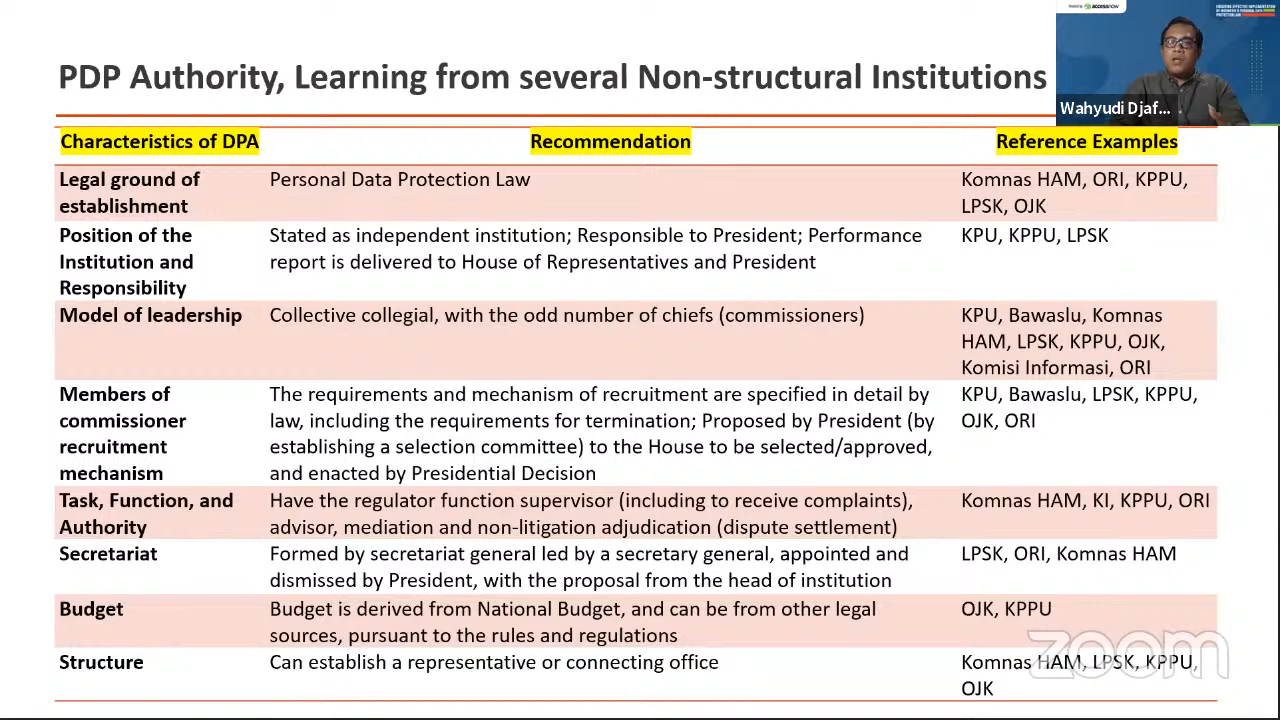 accessnow
ENSURING EFFECTIVE IMPLEMENTATION
OF INDONESIA'S PERSONAL DATA
PROTECTION LAW
Wahyudi Djaf...
PDP Authority, Learning from several Non-structural Institutions
Characteristics of DPA Recommendation Reference Examples
Legal ground of Personal Data Protection Law Komnas HAM, ORI, KPPU,
establishment LPSK, OJK
Position of the Stated as independent institution; Responsible to President; Performance KPU, KPPU, LPSK
Institution and report is delivered to House of Representatives and President
Responsibility
Model of leadership Collective collegial, with the odd number of chiefs (commissioners) KPU, Bawaslu, Komnas
HAM, LPSK, KPPU, OJK,
Komisi Informasi, ORI
Members of The requirements and mechanism of recruitment are specified in detail by KPU, Bawaslu, LPSK, KPPU,
commissioner law, including the requirements for termination; Proposed by President (by OJK, ORI
recruitment establishing a selection committee) to the House to be selected/approved,
mechanism and enacted by Presidential Decision
Task, Function, and Have the regulator function supervisor (including to receive complaints), Komnas HAM, KI, KPPU, ORI
Authority advisor, mediation and non-litigation adjudication (dispute settlement)
Secretariat Formed by secretariat general led by a secretary general, appointed and LPSK, ORI, Komnas HAM
dismissed by President, with the proposal from the head of institution
Budget Budget is derived from National Budget, and can be from other legal OJK, KPPU
sources, pursuant to the rules and regulations
Structure Can establish a representative or connecting office Komnas HAM, LPSK, KPPU,
OJK
zoom